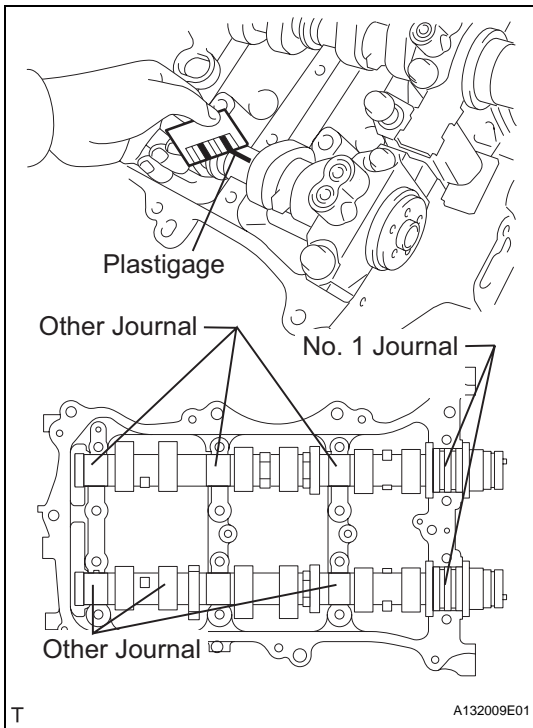 Plastigage
Other Journal
No. 1 Journal
Other Journal
T
A132009E01